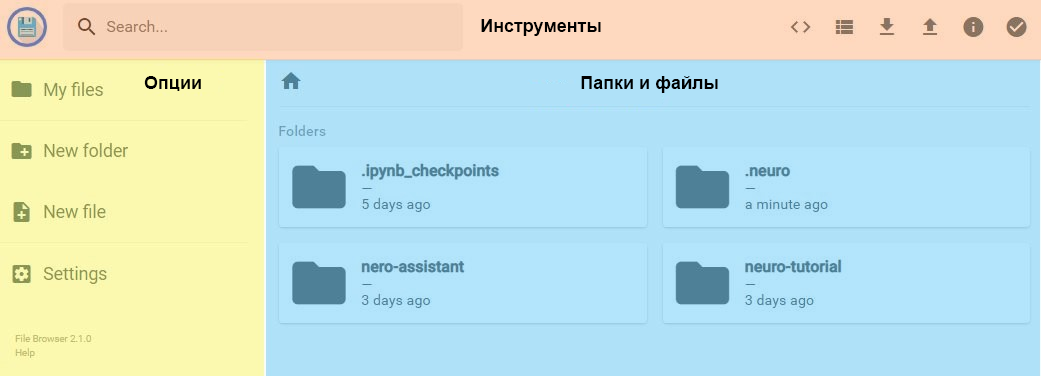 Search...
Инструменты
My files
Опции
New folder
New file
Settings
File Browser 2.1.0
Help
Папки и файлы
Folders
.ipynb_checkpoints
—
5 days ago
.neuro
—
a minute ago
nero-assistant
—
3 days ago
neuro-tutorial
—
3 days ago